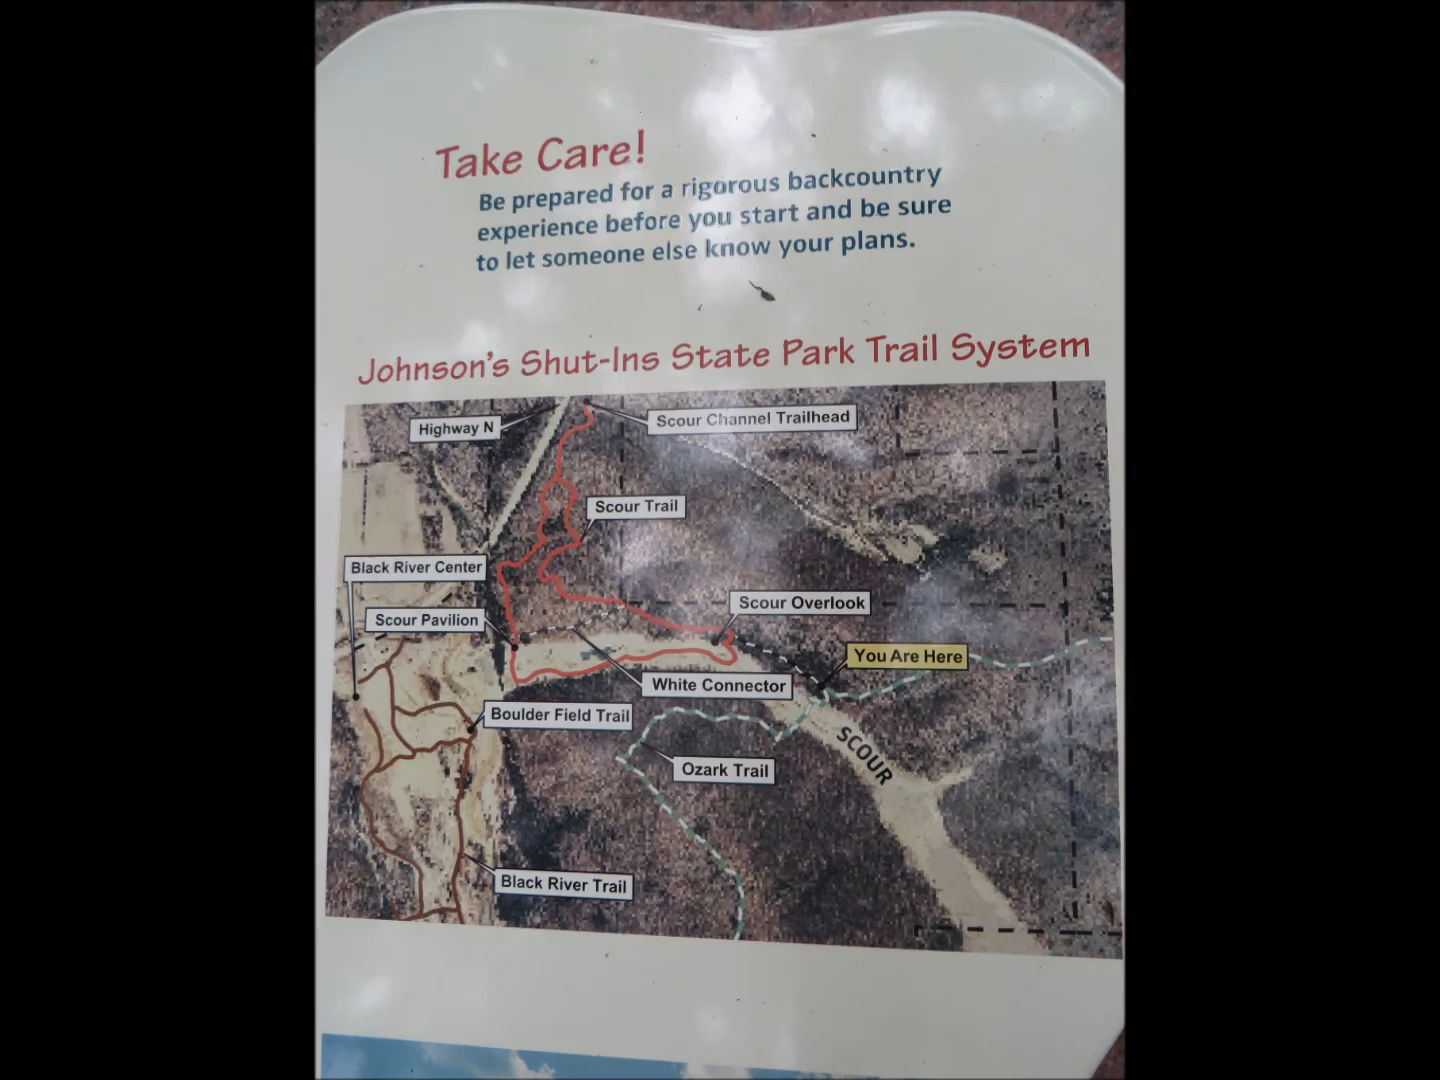 Take Care!
Be prepared for a rigorous backcountry
experience before you start and be sure
to let someone else know your plans.
Johnson's Shut-Ins State Park Trail System
Highway N
Scour Channel Trailhead
Scour Trail
Black River Center
Scour Overlook
Scour Pavilion
You Are Here
White Connector
Boulder Field Trail
SCOUR
Ozark Trail
Black River Trail